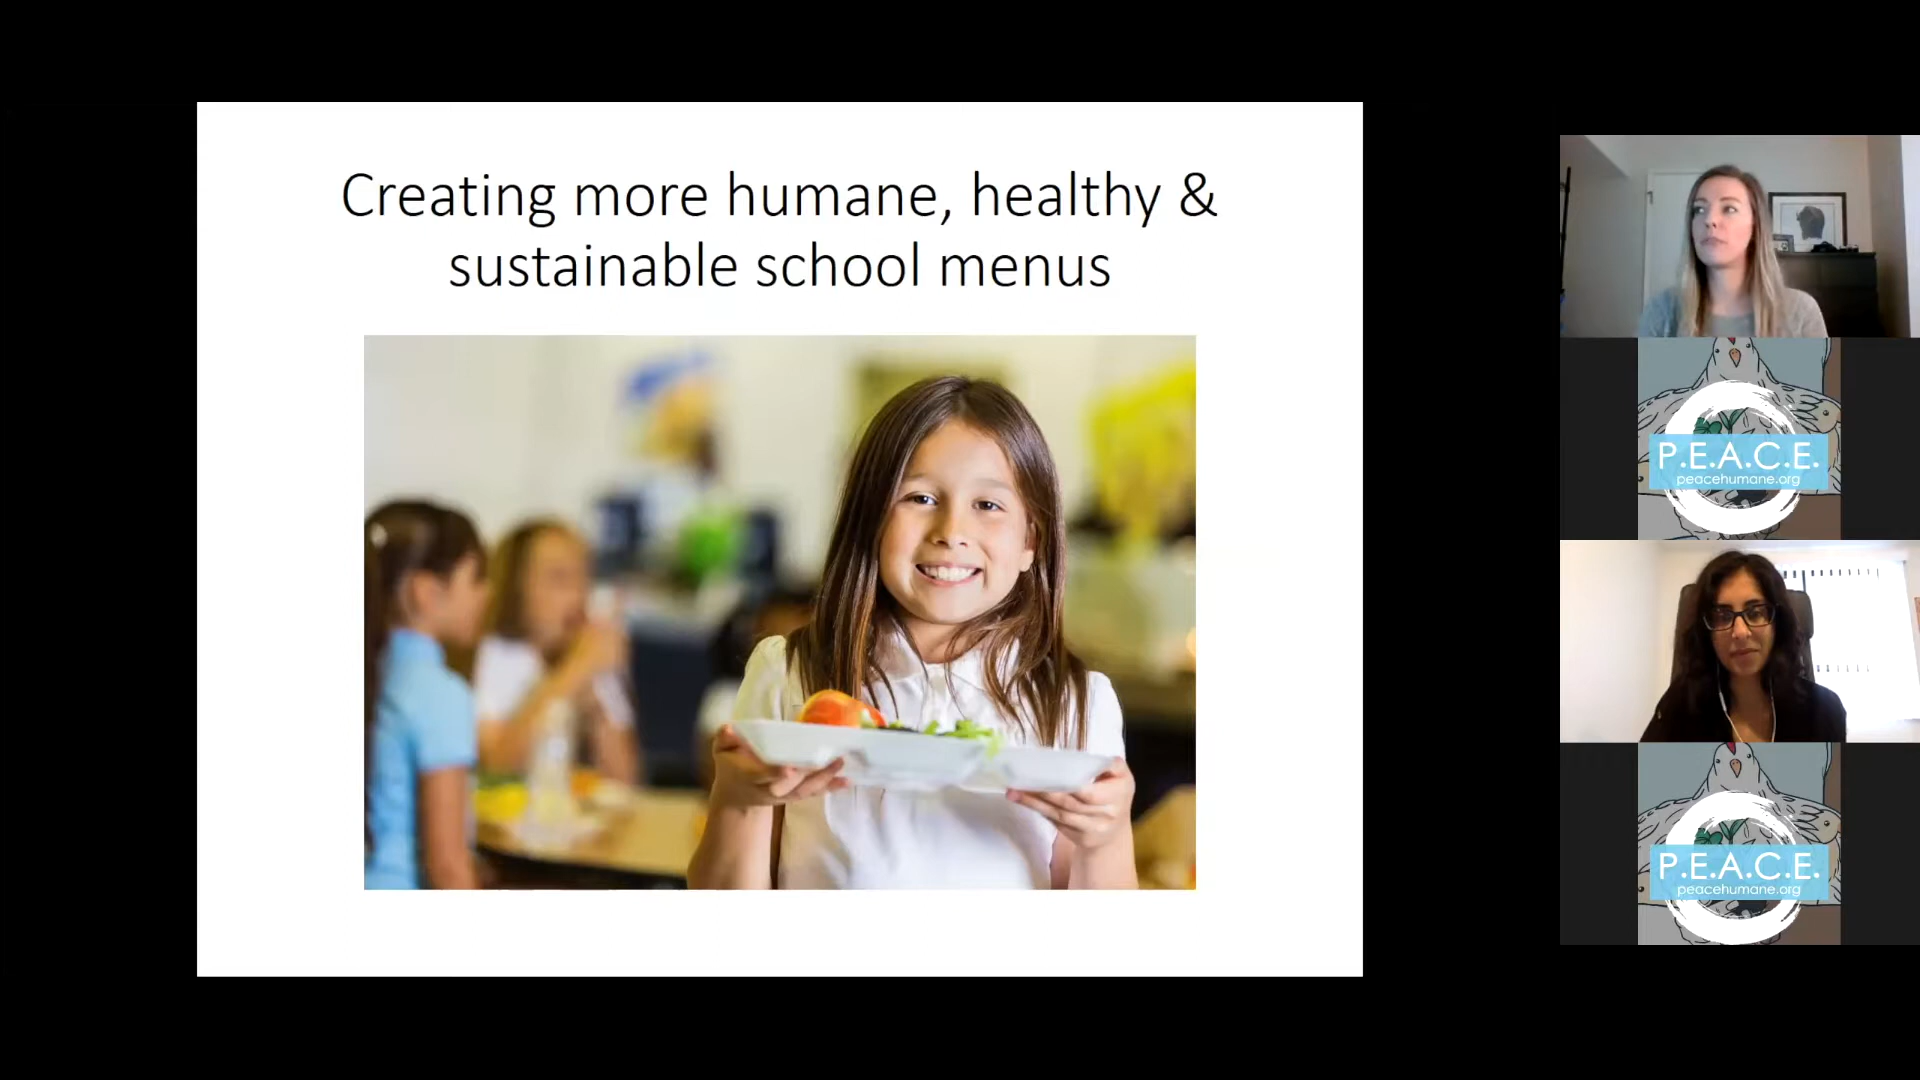 Creating more humane, healthy &
sustainable school menus
P.E.A.C.E.
peacehumane.org
P.E.A.C.E.
peacehumane.org